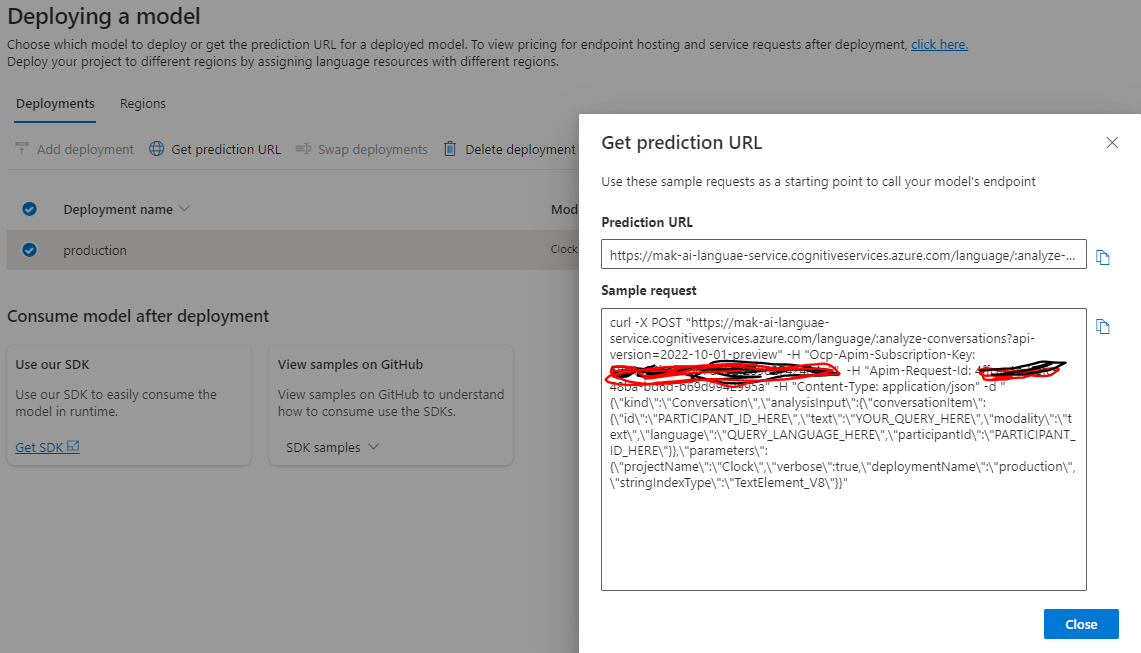 Deploying a model
Choose which model to deploy or get the prediction URL for a deployed model. To view pricing for endpoint hosting and service requests after deployment, click here.
Deploy your project to different regions by assigning language resources with different regions.
Deployments Regions
Add deployment Get prediction URL Swap deployments Delete deployment
Deployment name Mod
production Clock
Consume model after deployment
Use our SDK
Use our SDK to easily consume the
model in runtime.
Get SDK
View samples on GitHub
View samples on GitHub to understand
how to consume use the SDKs.
SDK samples
Get prediction URL
Use these sample requests as a starting point to call your model's endpoint
Prediction URL
https://mak-ai-languae-service.cognitiveservices.azure.com/language/:analyze-...
Sample request
curl -X POST "https://mak-ai-languae-
service.cognitiveservices.azure.com/language/:analyze-conversations?api-
version=2022-10-01-preview" -H "Ocp-Apim-Subscription-Key:
" -H "Apim-Request-Id:
" -H "Content-Type: application/json" -d "
{\"kind\":\"Conversation\",\"analysisInput\":{\"conversationItem\":
{\"id\":\"PARTICIPANT_ID_HERE\",\"text\":\"YOUR_QUERY_HERE\",\"modality\":\"t
ext\",\"language\":\"QUERY_LANGUAGE_HERE\",\"participantId\":\"PARTICIPANT_
ID_HERE\"}},\"parameters\":
{\"projectName\":\"Clock\",\"verbose\":true,\"deploymentName\":\"production\",
\"stringIndexType\":\"TextElement_V8\"}}"
Close